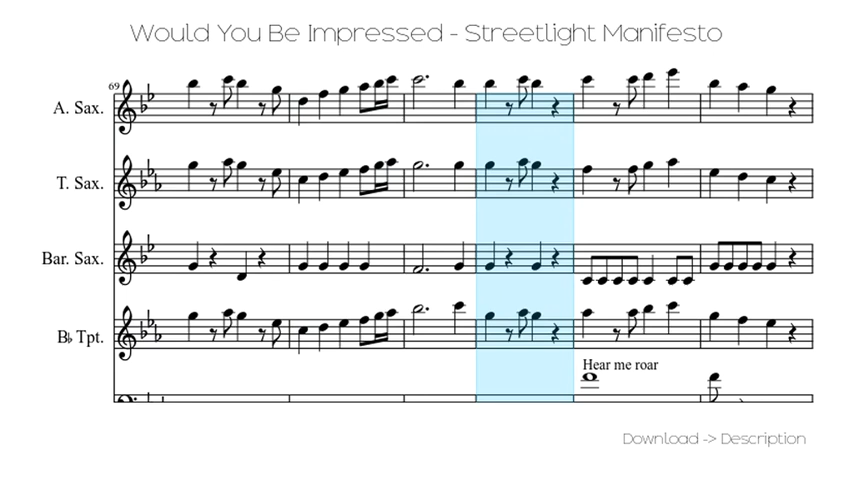 Would You Be Impressed - Streetlight Manifesto
69
A. Sax.
T. Sax.
Bar. Sax.
B♭ Tpt.
Hear me roar
Download -> Description